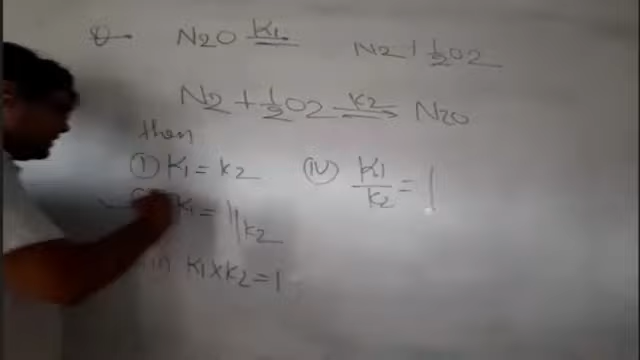 Q N2O K1 N2 + 1/2 O2
N2 + 1/2 O2 K2 N2O
then
(I) K1 = K2 (IV) K1/K2 = 1
K1 = 1/K2
K1 x K2 = 1